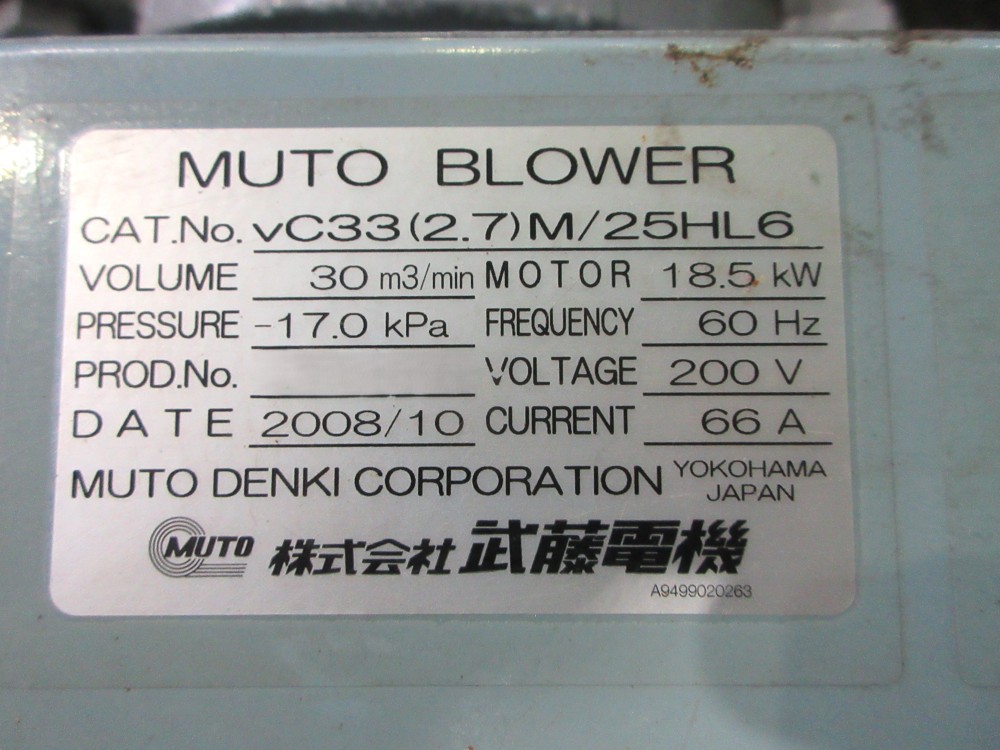 MUTO BLOWER
CAT.No. vC33(2.7)M/25HL6
VOLUME 30 m3/min MOTOR 18.5 kW
PRESSURE -17.0 kPa FREQUENCY 60 Hz
PROD.No. VOLTAGE 200 V
DATE 2008/10 CURRENT 66 A
MUTO DENKI CORPORATION YOKOHAMA JAPAN
MUTO 株式会社 武藤電機
A9499020263